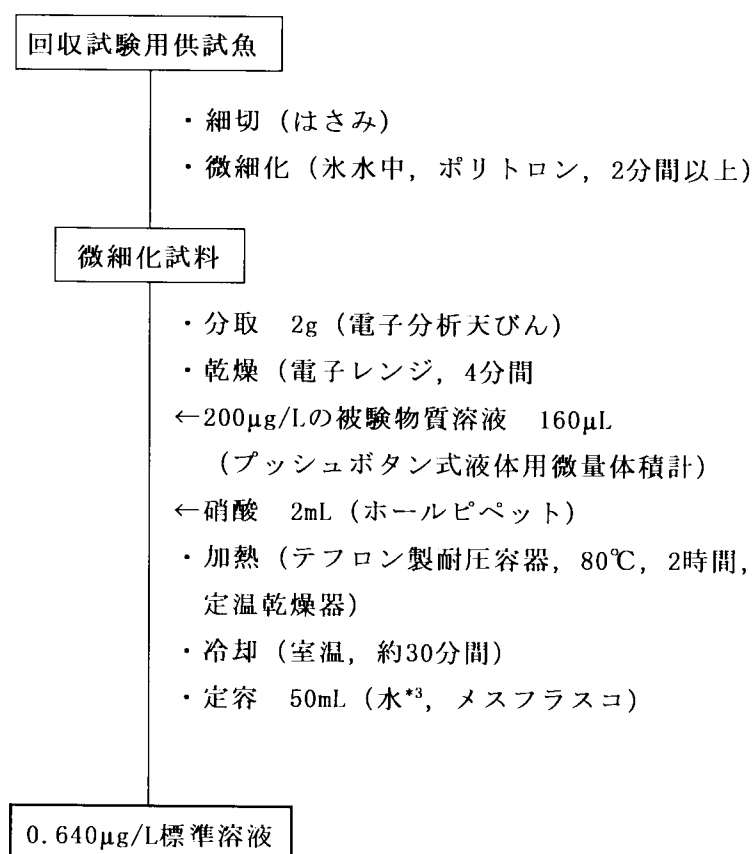 回収試験用供試魚
・細切（はさみ）
・微細化（氷水中，ポリトロン，2分間以上）
微細化試料
・分取　2g（電子分析天びん）
・乾燥（電子レンジ，4分間
←200μg/Lの被験物質溶液　160μL
（プッシュボタン式液体用微量体積計）
←硝酸　2mL（ホールピペット）
・加熱（テフロン製耐圧容器，80℃，2時間，
定温乾燥器）
・冷却（室温，約30分間）
・定容　50mL（水*3，メスフラスコ）
0.640μg/L標準溶液